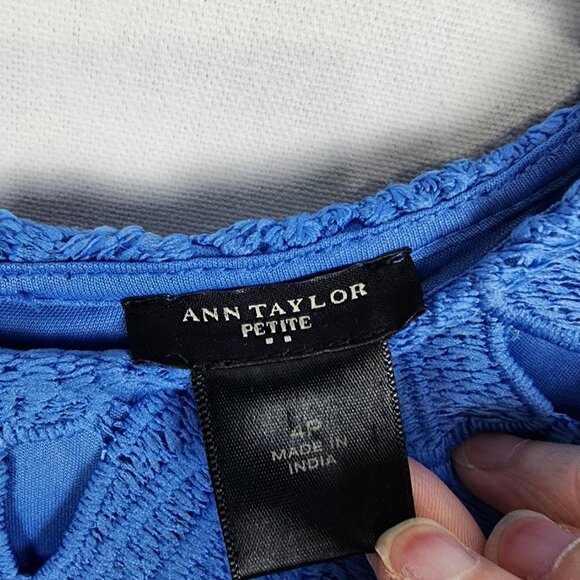 ANN TAYLOR
PETITE
4P
MADE IN
INDIA